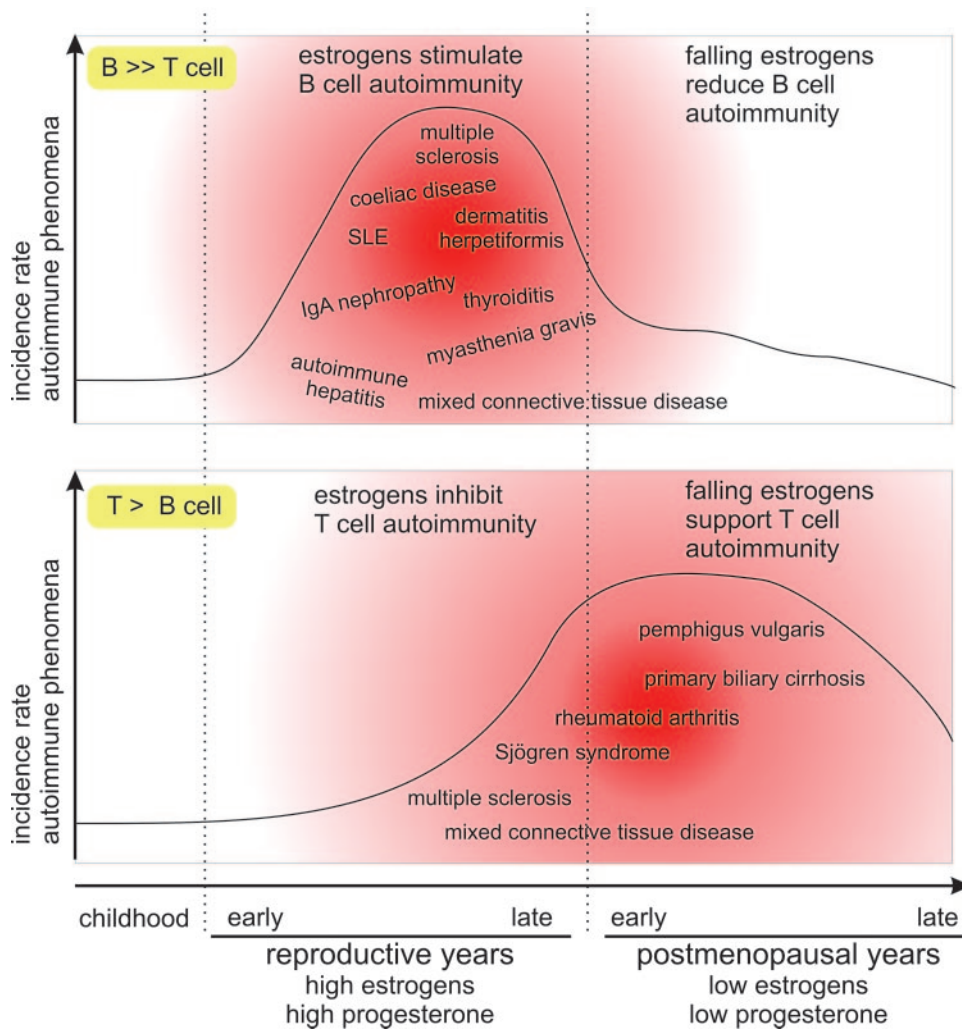 B >> T cell
estrogens stimulate
B cell autoimmunity
falling estrogens
reduce B cell
autoimmunity
incidence rate
autoimmune phenomena
multiple
sclerosis
coeliac disease
SLE
dermatitis
herpetiformis
IgA nephropathy
thyroiditis
myasthenia gravis
autoimmune
hepatitis
mixed connective tissue disease
T > B cell
estrogens inhibit
T cell autoimmunity
falling estrogens
support T cell
autoimmunity
incidence rate
autoimmune phenomena
pemphigus vulgaris
primary biliary cirrhosis
rheumatoid arthritis
Sjögren syndrome
multiple sclerosis
mixed connective tissue disease
childhood
early
late
early
late
reproductive years
high estrogens
high progesterone
postmenopausal years
low estrogens
low progesterone